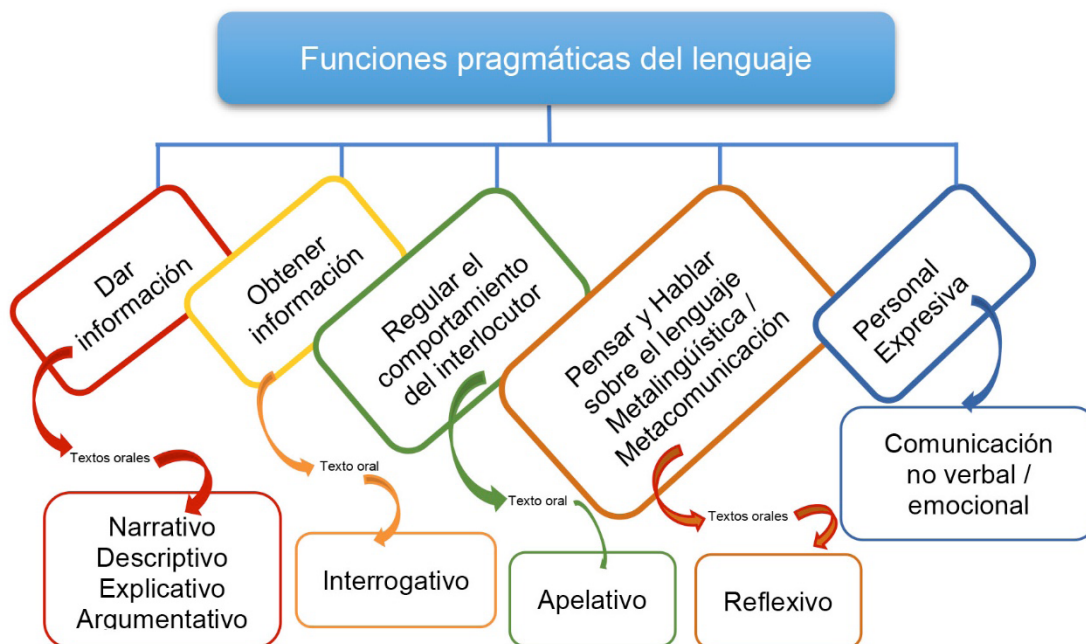 Funciones pragmáticas del lenguaje
Dar
información
Obtener
información
Regular el
comportamiento
del interlocutor
Pensar y Hablar
sobre el lenguaje
Metalingüística /
Metacomunicación
Personal
Expresiva
Textos orales
Texto oral
Texto oral
Textos orales
Comunicación
no verbal /
emocional
Narrativo
Descriptivo
Explicativo
Argumentativo
Interrogativo
Apelativo
Reflexivo